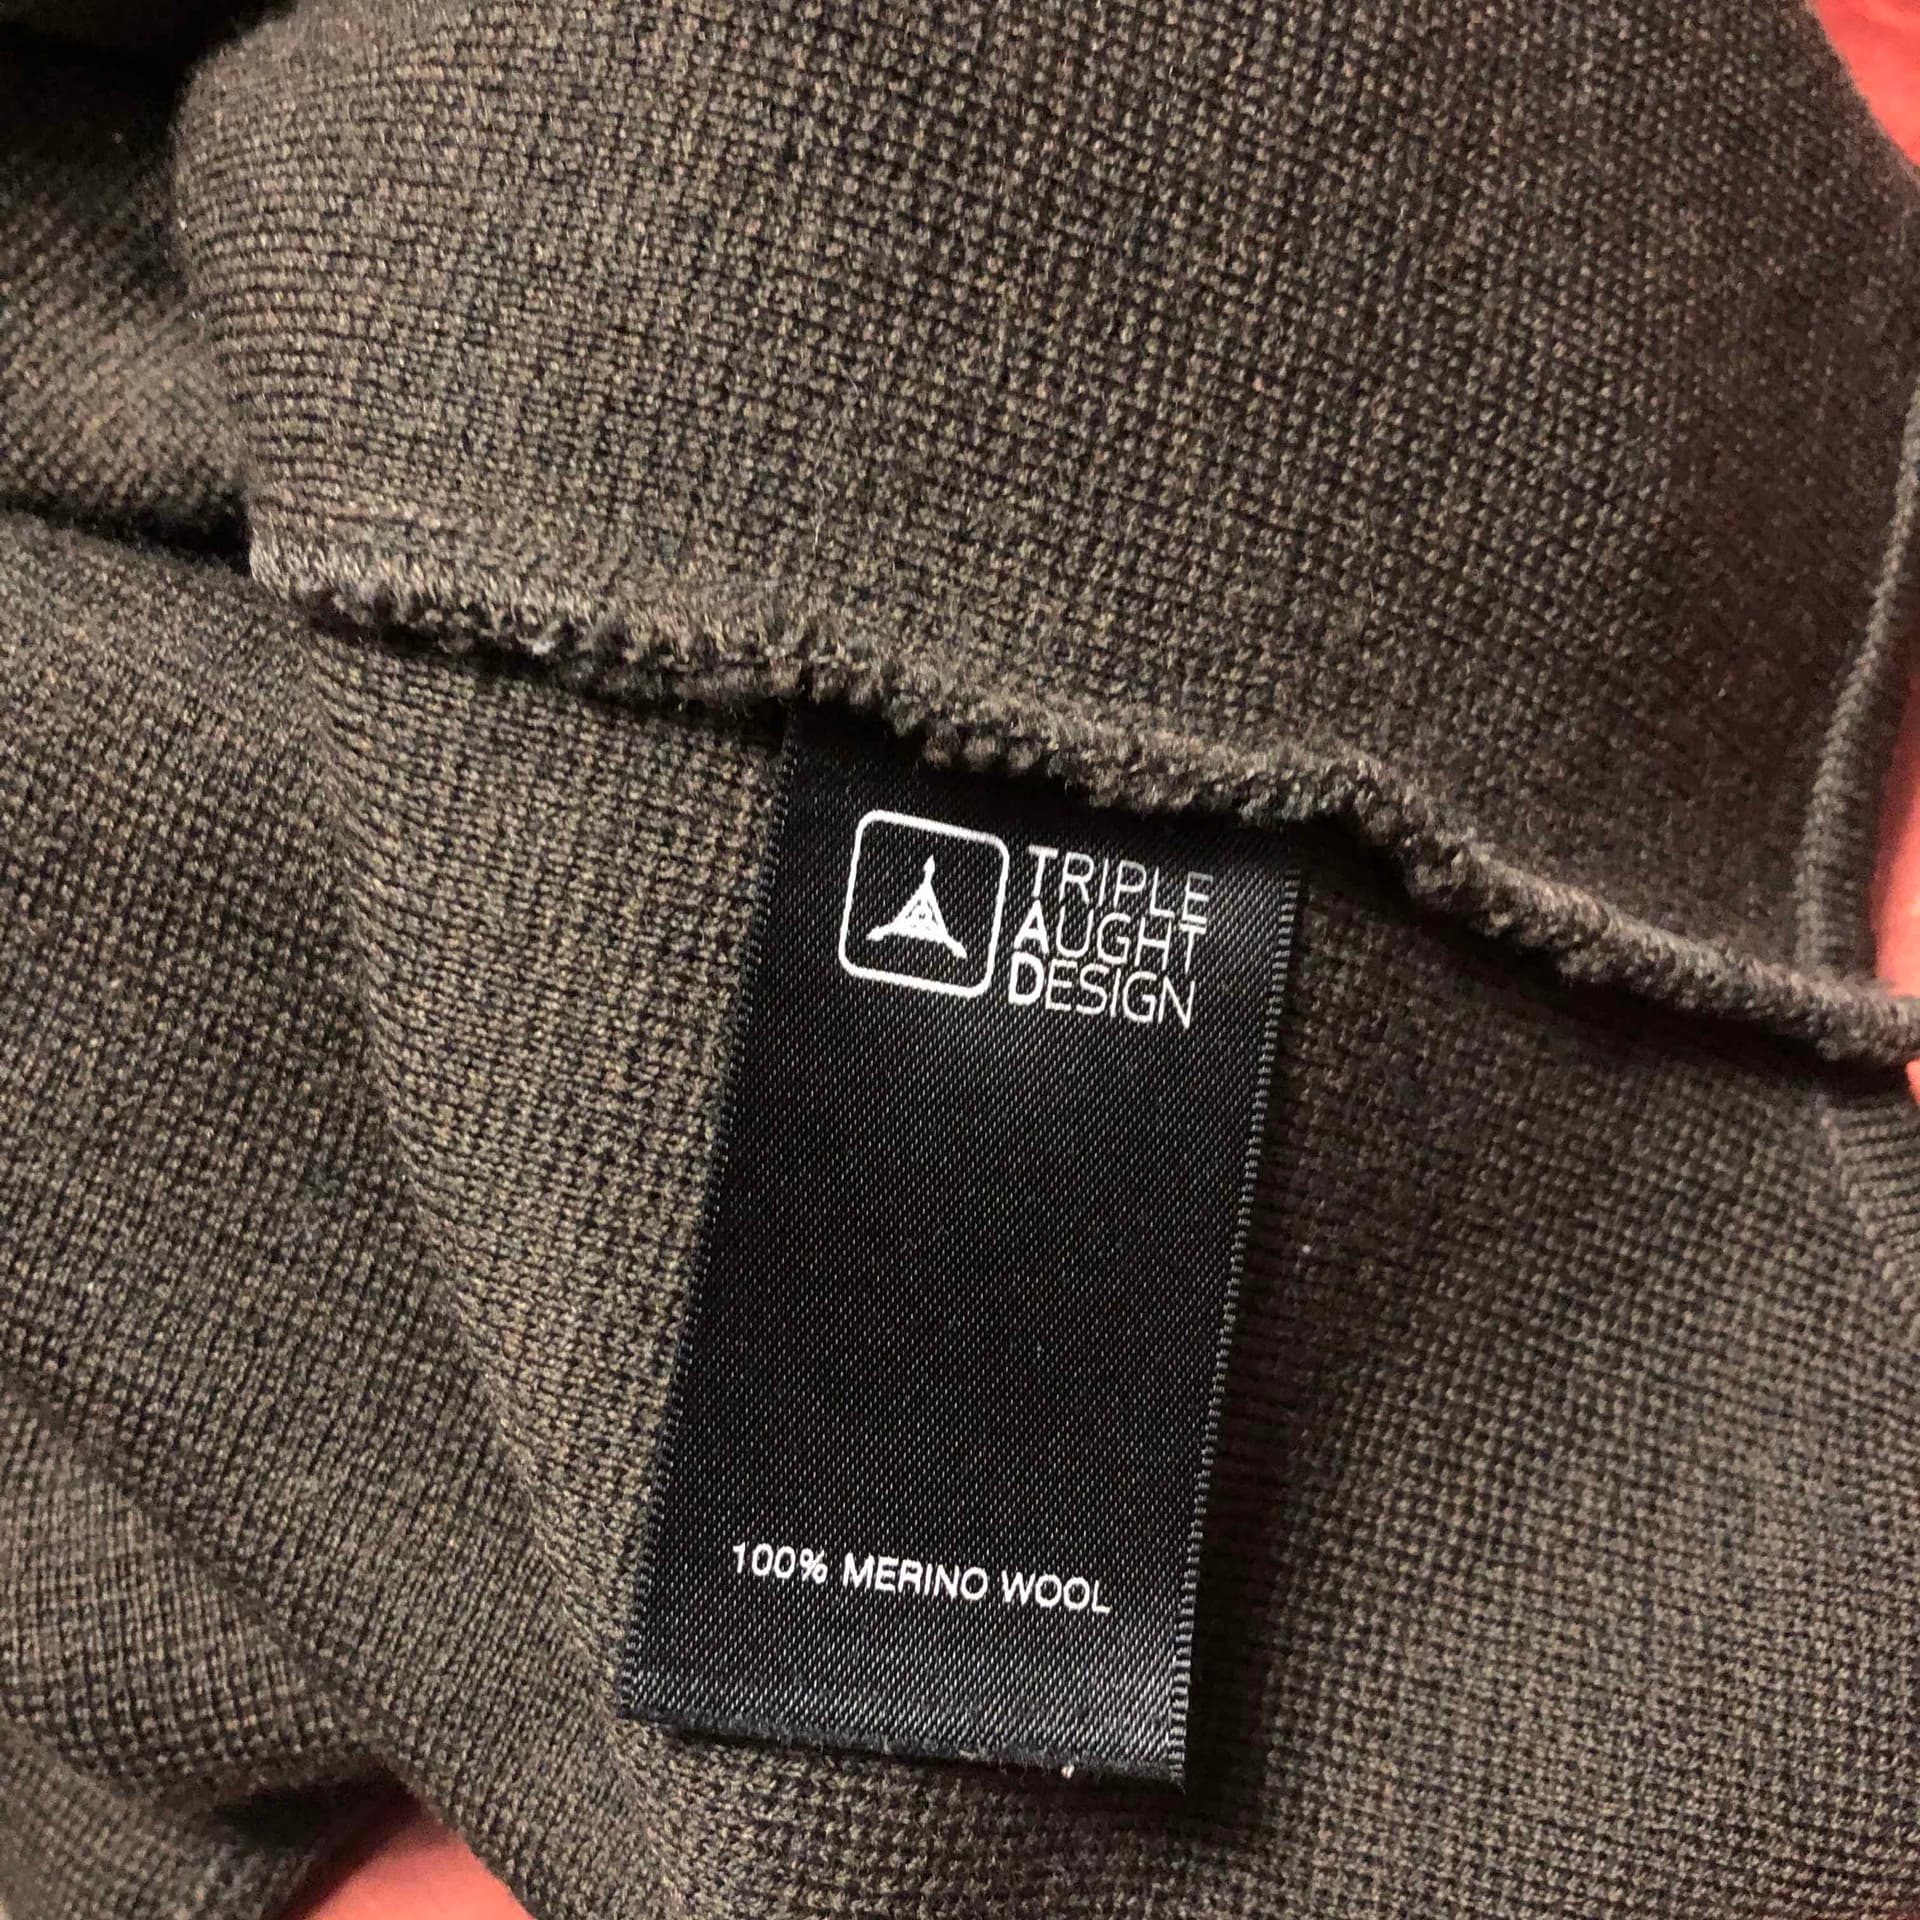 TRIPLE
AUGHT
DESIGN
100% MERINO WOOL